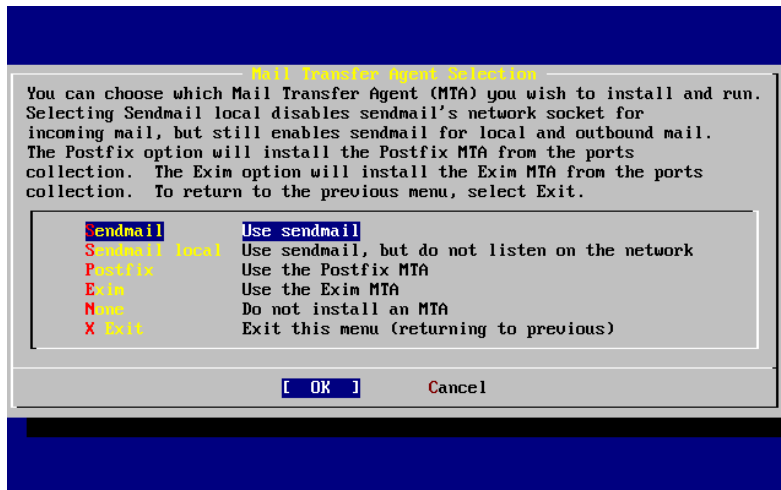 Mail Transfer Agent Selection
You can choose which Mail Transfer Agent (MTA) you wish to install and run.
Selecting Sendmail local disables sendmail's network socket for
incoming mail, but still enables sendmail for local and outbound mail.
The Postfix option will install the Postfix MTA from the ports
collection.  The Exim option will install the Exim MTA from the ports
collection.  To return to the previous menu, select Exit.
Sendmail Use sendmail
Sendmail local Use sendmail, but do not listen on the network
Postfix Use the Postfix MTA
Exim Use the Exim MTA
None Do not install an MTA
X Exit Exit this menu (returning to previous)
[ OK ] Cancel